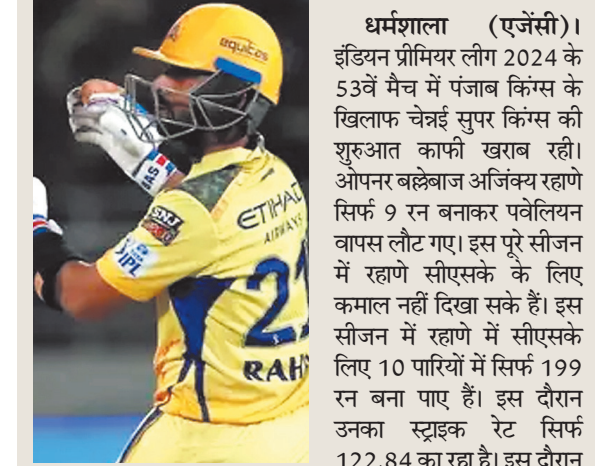 equitas
SAS
SNJ
ETIHAD
AIRWAYS
IPL
RAH
धर्मशाला (एजेंसी)।
इंडियन प्रीमियर लीग 2024 के
53वें मैच में पंजाब किंग्स के
खिलाफ चेन्नई सुपर किंग्स की
शुरुआत काफी खराब रही।
ओपनर बल्लेबाज अजिंक्य रहाणे
सिर्फ 9 रन बनाकर पवेलियन
वापस लौट गए। इस पूरे सीजन
में रहाणे सीएसके के लिए
कमाल नहीं दिखा सके हैं। इस
सीजन में रहाणे में सीएसके
लिए 10 पारियों में सिर्फ 199
रन बना पाए हैं। इस दौरान
उनका स्ट्राइक रेट सिर्फ
122.84 का रहा है। इस दौरान